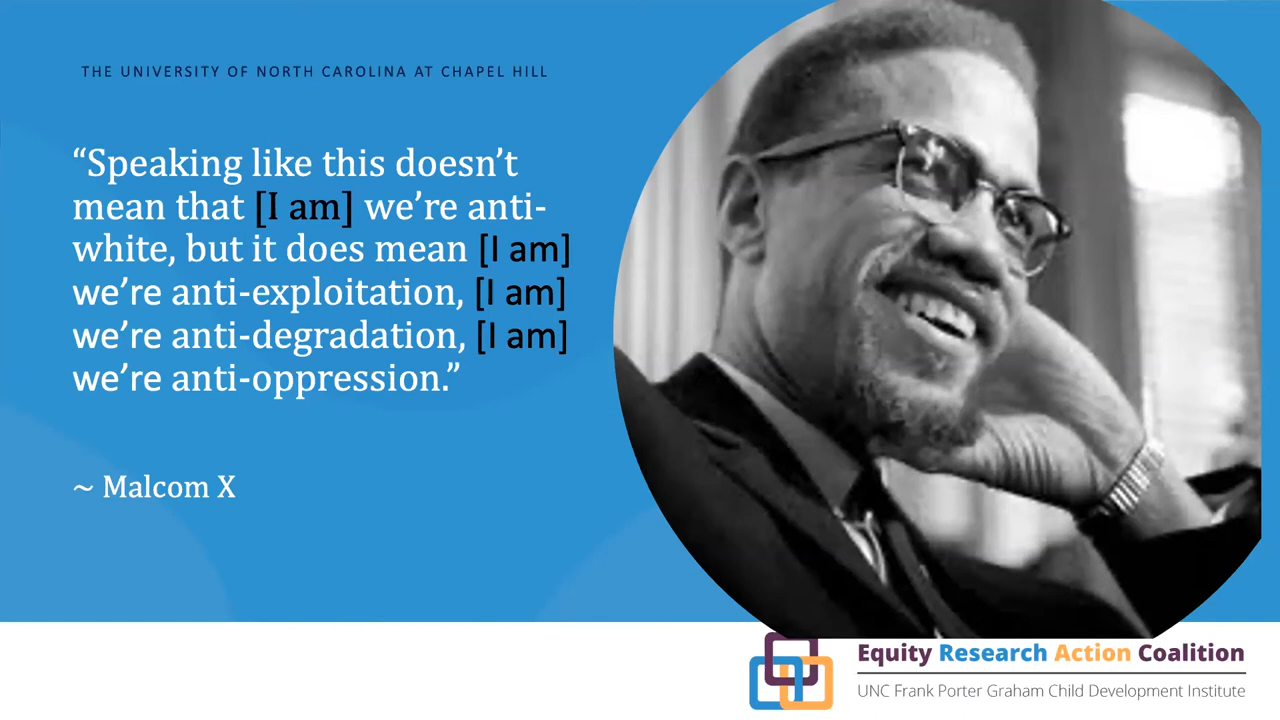 THE UNIVERSITY OF NORTH CAROLINA AT CHAPEL HILL
“Speaking like this doesn’t
mean that [I am] we’re anti-
white, but it does mean [I am]
we’re anti-exploitation, [I am]
we’re anti-degradation, [I am]
we’re anti-oppression.”
~ Malcom X
Equity Research Action Coalition
UNC Frank Porter Graham Child Development Institute